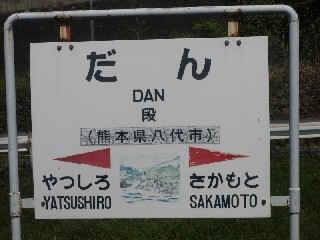 だん
DAN
段
(熊本県八代市)
やつしろ さかもと
YATSUSHIRO SAKAMOTO